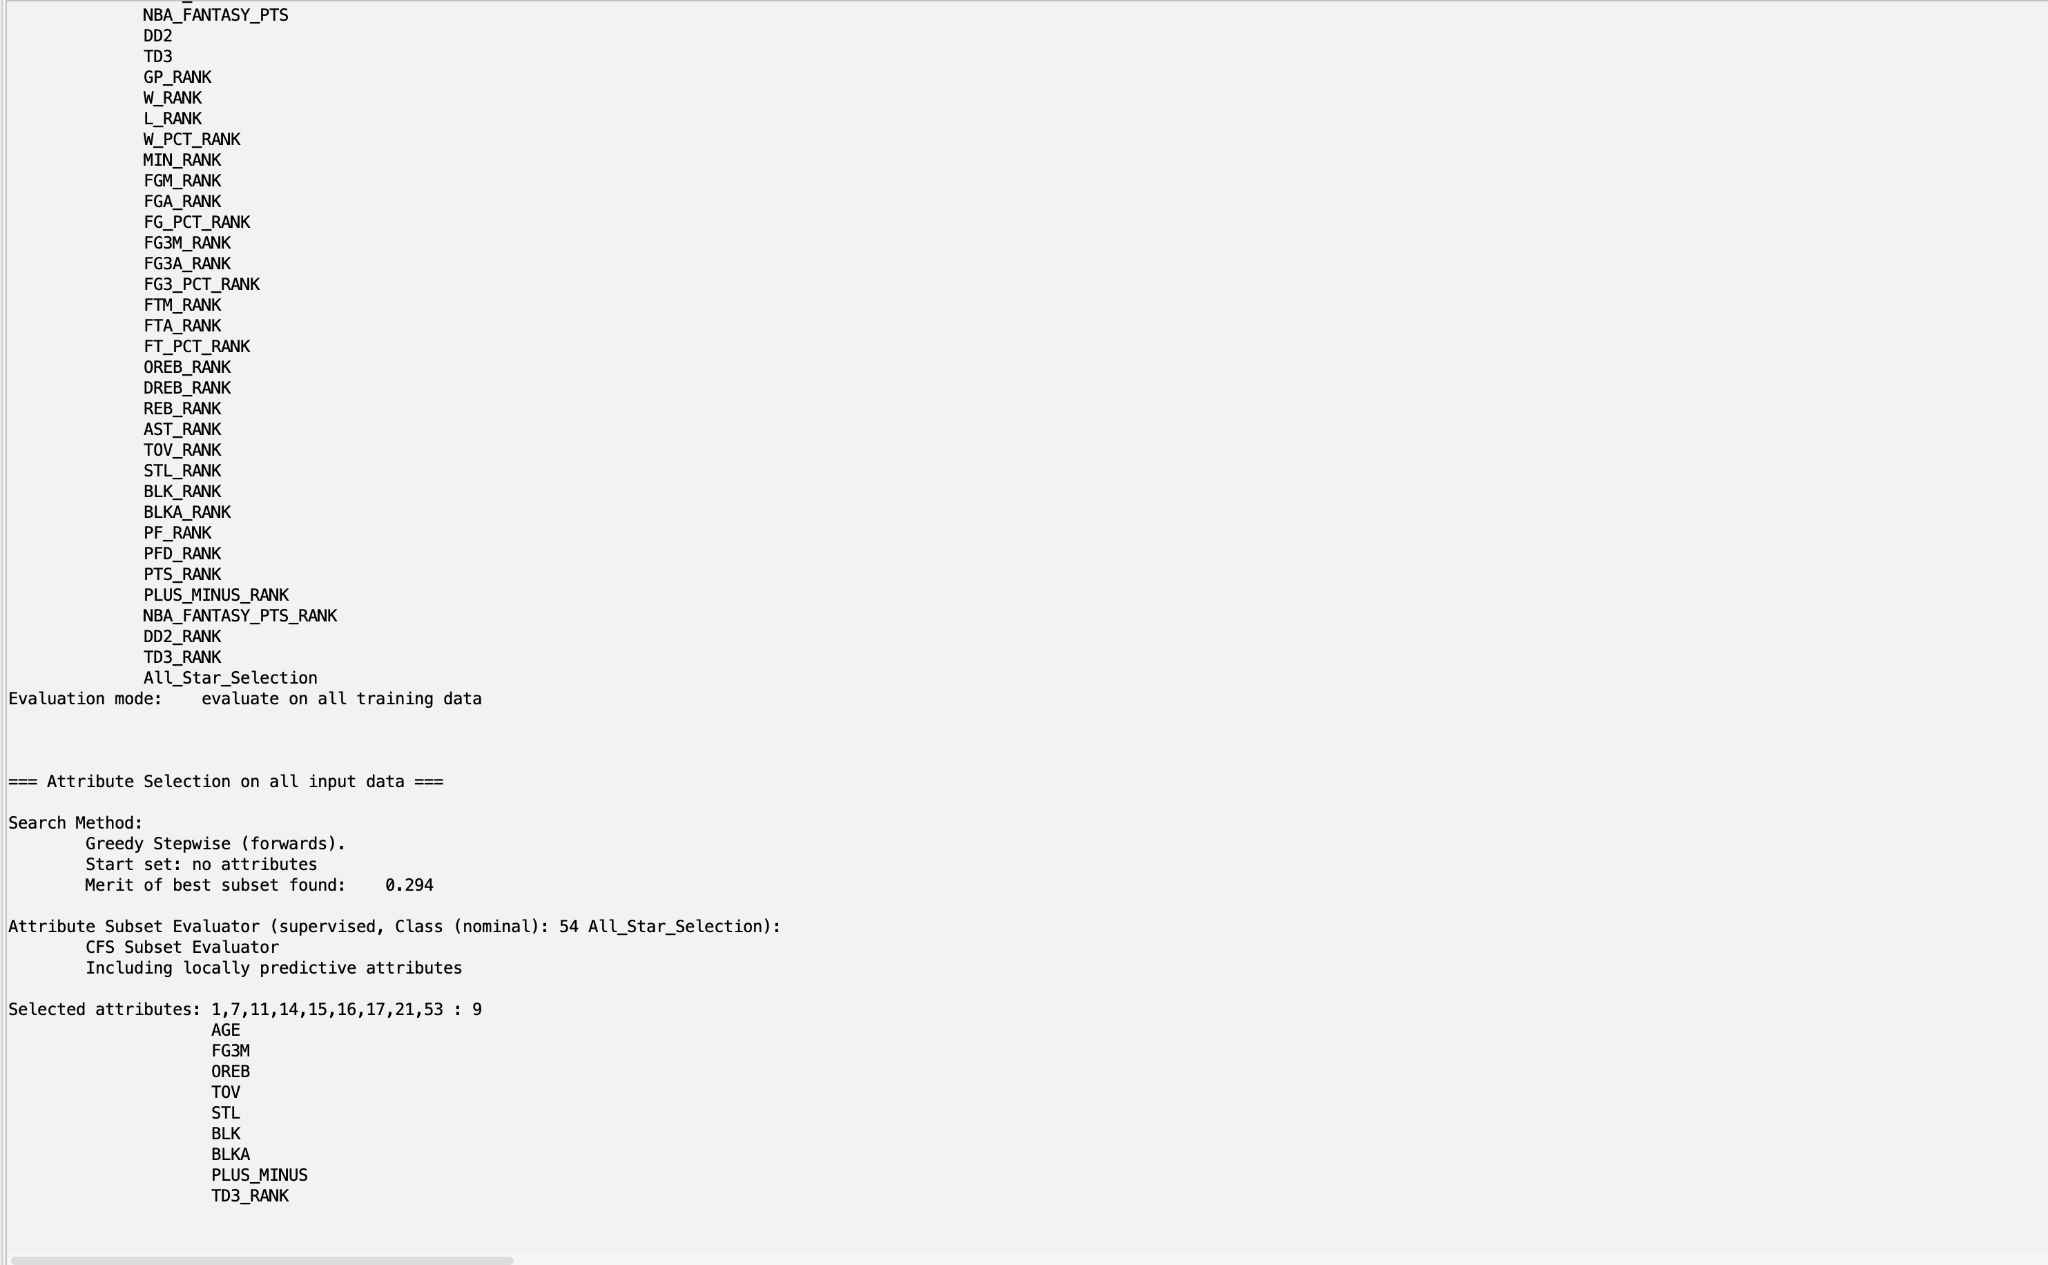 NBA_FANTASY_PTS
DD2
TD3
GP_RANK
W_RANK
L_RANK
W_PCT_RANK
MIN_RANK
FGM_RANK
FGA_RANK
FG_PCT_RANK
FG3M_RANK
FG3A_RANK
FG3_PCT_RANK
FTM_RANK
FTA_RANK
FT_PCT_RANK
OREB_RANK
DREB_RANK
REB_RANK
AST_RANK
TOV_RANK
STL_RANK
BLK_RANK
BLKA_RANK
PF_RANK
PFD_RANK
PTS_RANK
PLUS_MINUS_RANK
NBA_FANTASY_PTS_RANK
DD2_RANK
TD3_RANK
All_Star_Selection
Evaluation mode:    evaluate on all training data
=== Attribute Selection on all input data ===
Search Method:
Greedy Stepwise (forwards).
Start set: no attributes
Merit of best subset found:    0.294
Attribute Subset Evaluator (supervised, Class (nominal): 54 All_Star_Selection):
CFS Subset Evaluator
Including locally predictive attributes
Selected attributes: 1,7,11,14,15,16,17,21,53 : 9
AGE
FG3M
OREB
TOV
STL
BLK
BLKA
PLUS_MINUS
TD3_RANK